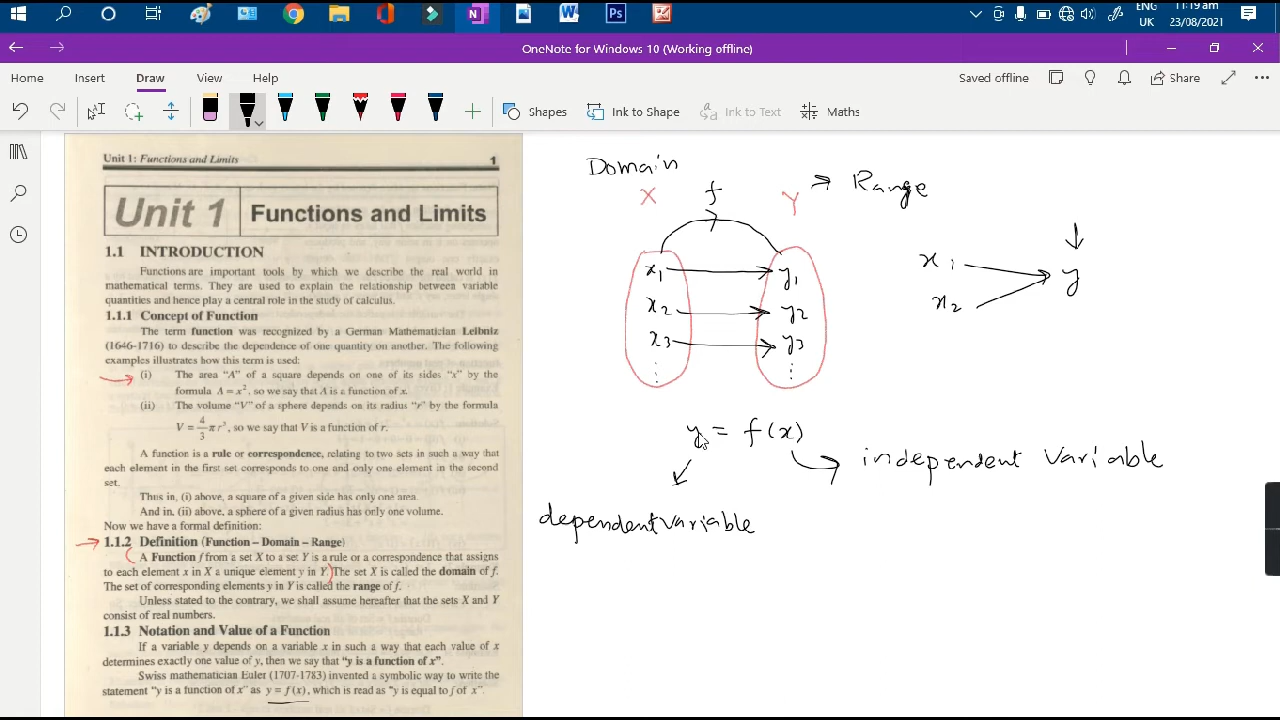 11:19 am
ENG
UK
23/08/2021
OneNote for Windows 10 (Working offline)
Home Insert Draw View Help
Saved offline
Share
Shapes
Ink to Shape
Ink to Text
Maths
Unit 1: Functions and Limits 1
Unit 1 Functions and Limits
1.1 INTRODUCTION
Functions are important tools by which we describe the real world in
mathematical terms. They are used to explain the relationship between variable
quantities and hence play a central role in the study of calculus.
1.1.1 Concept of Function
The term function was recognized by a German Mathematician Leibniz
(1646-1716) to describe the dependence of one quantity on another. The following
examples illustrates how this term is used:
(i) The area "A" of a square depends on one of its sides "x" by the
formula A = x², so we say that A is a function of x.
(ii) The volume "V" of a sphere depends on its radius "r" by the formula
V = 4/3 π r³, so we say that V is a function of r.
A function is a rule or correspondence, relating to two sets in such a way that
each element in the first set corresponds to one and only one element in the second
set.
Thus in, (i) above, a square of a given side has only one area.
And in, (ii) above, a sphere of a given radius has only one volume.
Now we have a formal definition:
1.1.2 Definition (Function – Domain – Range)
A Function f from a set X to a set Y is a rule or a correspondence that assigns
to each element x in X a unique element y in Y. The set X is called the domain of f.
The set of corresponding elements y in Y is called the range of f.
Unless stated to the contrary, we shall assume hereafter that the sets X and Y
consist of real numbers.
1.1.3 Notation and Value of a Function
If a variable y depends on a variable x in such a way that each value of x
determines exactly one value of y, then we say that "y is a function of x".
Swiss mathematician Euler (1707-1783) invented a symbolic way to write the
statement "y is a function of x" as y = f(x), which is read as "y is equal to f of x".
Domain
X f Y → Range
x₁ → y₁
x₂ → y₂
x₃ → y₃
⋮ ⋮
x₁ y
x₂
y = f(x)
independent variable
dependent variable